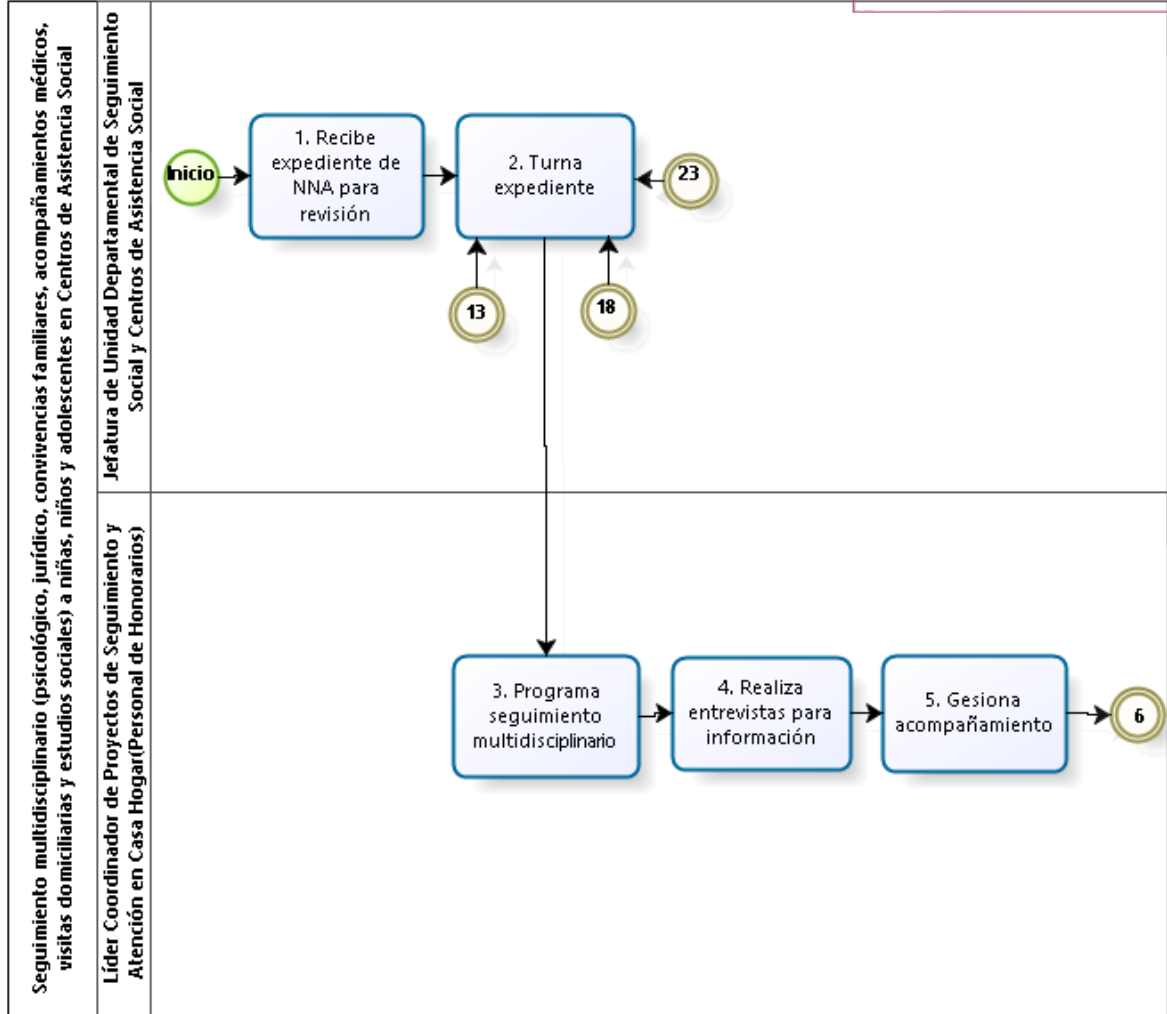 Seguimiento multidisciplinario (psicológico, jurídico, convivencias familiares, acompañamientos médicos,
visitas domiciliarias y estudios sociales) a niñas, niños y adolescentes en Centros de Asistencia Social
Jefatura de Unidad Departamental de Seguimiento
Social y Centros de Asistencia Social
Inicio
1. Recibe
expediente de
NNA para
revisión
2. Turna
expediente
23
13
18
Líder Coordinador de Proyectos de Seguimiento y
Atención en Casa Hogar(Personal de Honorarios)
3. Programa
seguimiento
multidisciplinario
4. Realiza
entrevistas para
información
5. Gesiona
acompañamiento
6